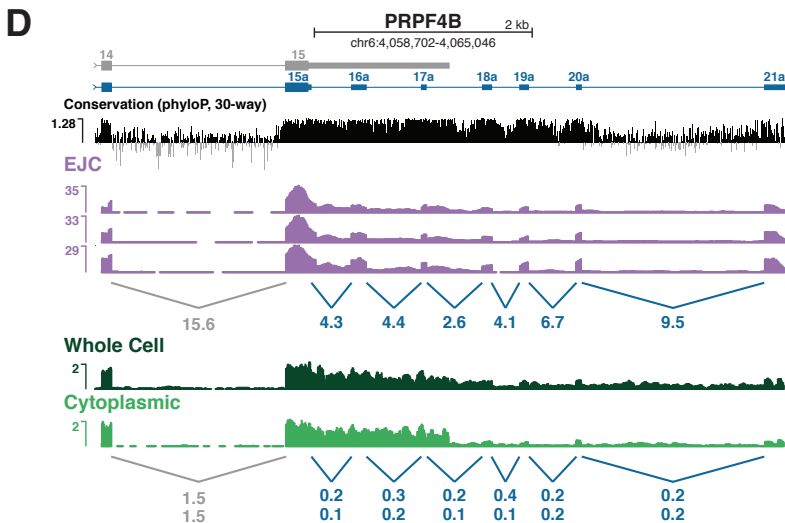 D
PRPF4B 2 kb
chr6:4,058,702-4,065,046
14 15
15a 16a 17a 18a 19a 20a 21a
Conservation (phyloP, 30-way)
1.28
EJC
35
33
29
15.6 4.3 4.4 2.6 4.1 6.7 9.5
Whole Cell
2
Cytoplasmic
2
1.5 0.2 0.3 0.2 0.4 0.2 0.2
1.5 0.1 0.2 0.1 0.1 0.2 0.2